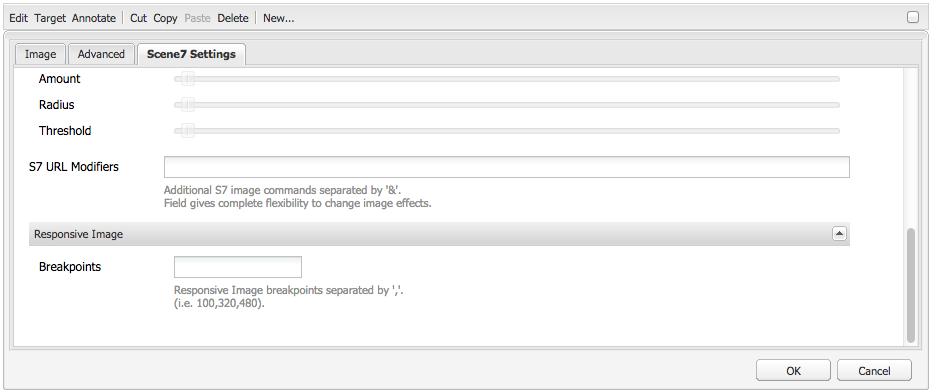 Edit Target Annotate Cut Copy Paste Delete New...
Image Advanced Scene7 Settings
Amount
Radius
Threshold
S7 URL Modifiers
Additional S7 image commands separated by '&'.
Field gives complete flexibility to change image effects.
Responsive Image
Breakpoints
Responsive Image breakpoints separated by ','.
(i.e. 100,320,480).
OK Cancel